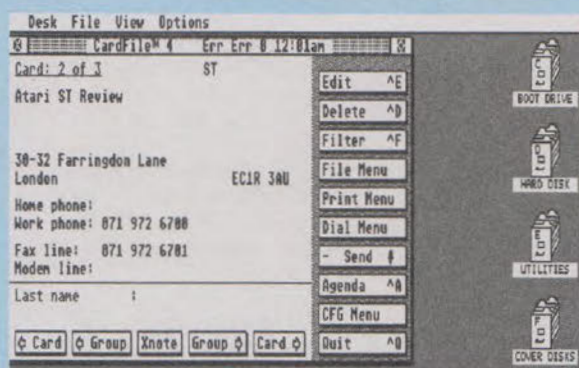 Desk File View Options
CardFile™ 4 Err Err 0 12:01am
Card: 2 of 3 ST
Atari ST Review
30-32 Farringdon Lane
London EC1R 3AU
Home phone:
Work phone: 071 972 6700
Fax line: 071 972 6701
Modem line:
Last name :
Card Group Xnote Group Card
Edit ^E
Delete ^D
Filter ^F
File Menu
Print Menu
Dial Menu
- Send
Agenda ^A
CFG Menu
Quit ^Q
C
BOOT DRIVE
D
HARD DISK
E
UTILITIES
F
COVER DISKS